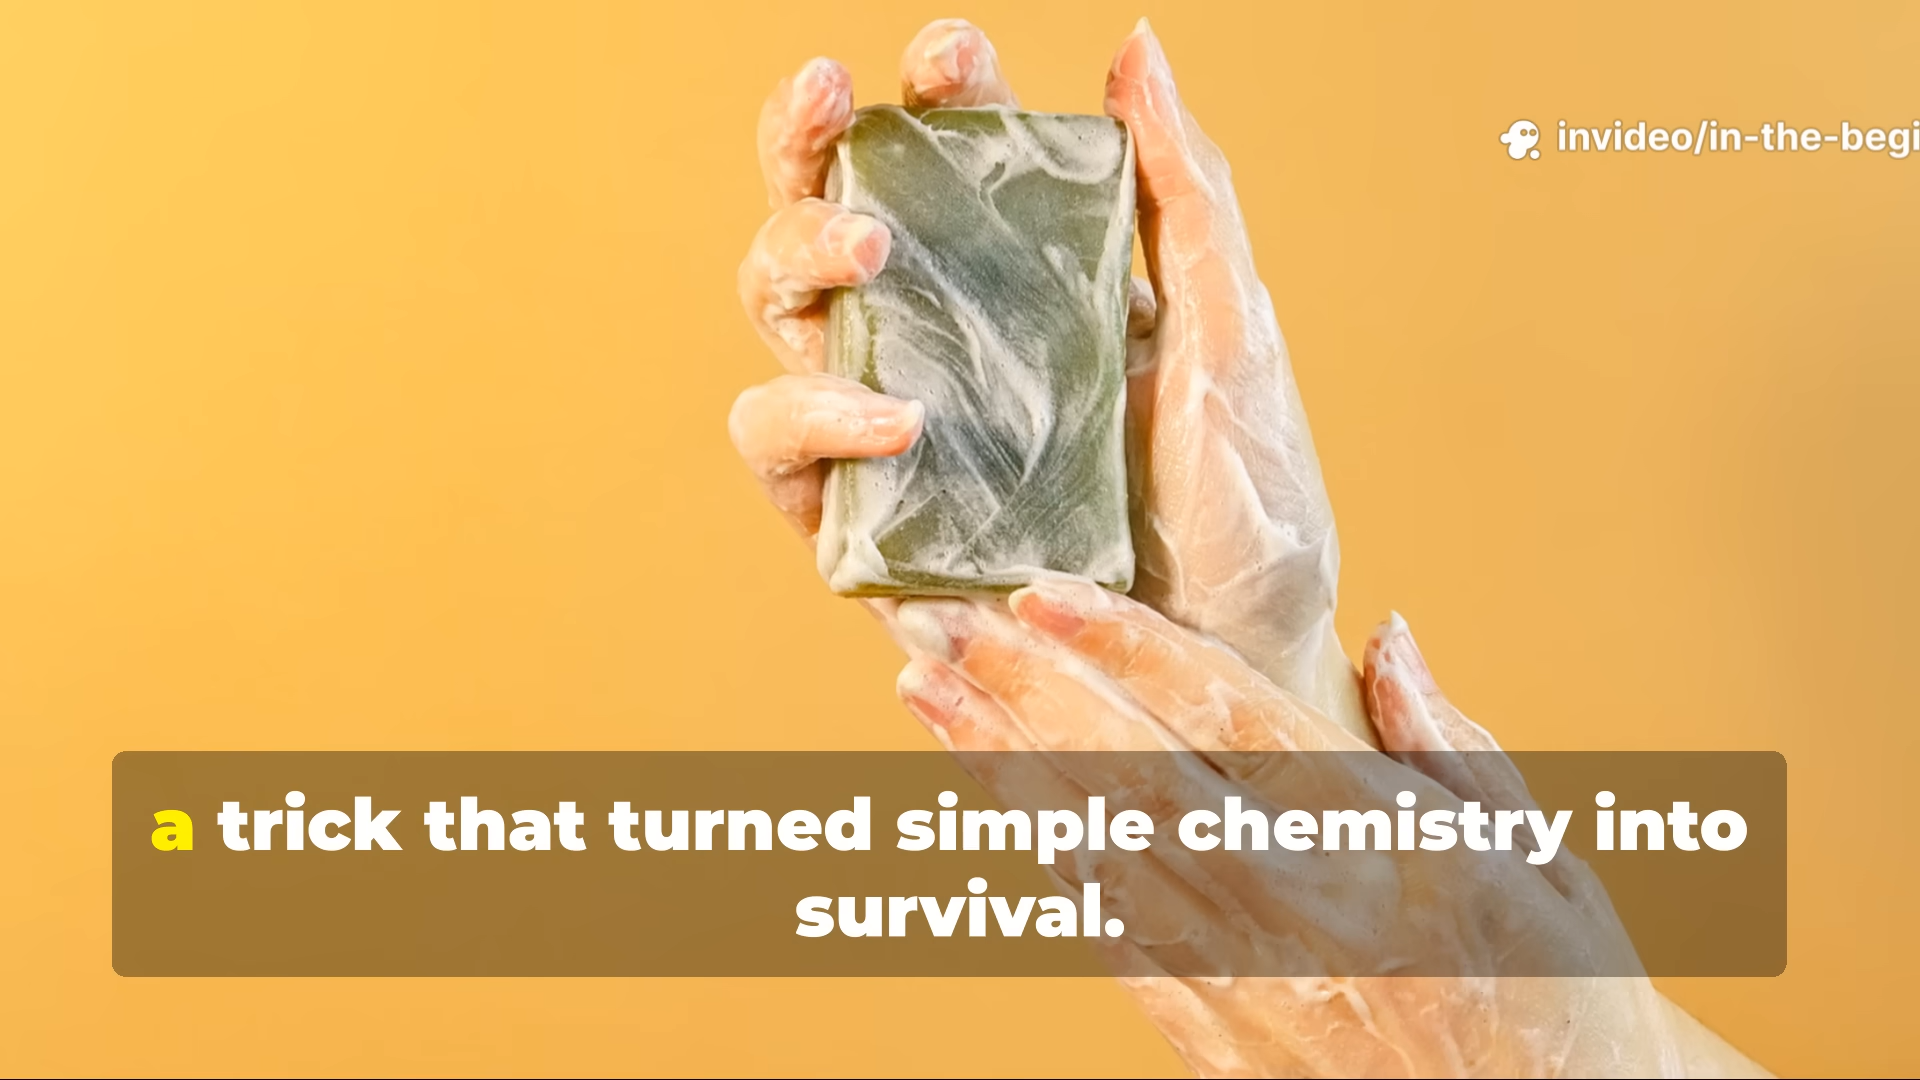 invideo/in-the-begi
a trick that turned simple chemistry into
survival.